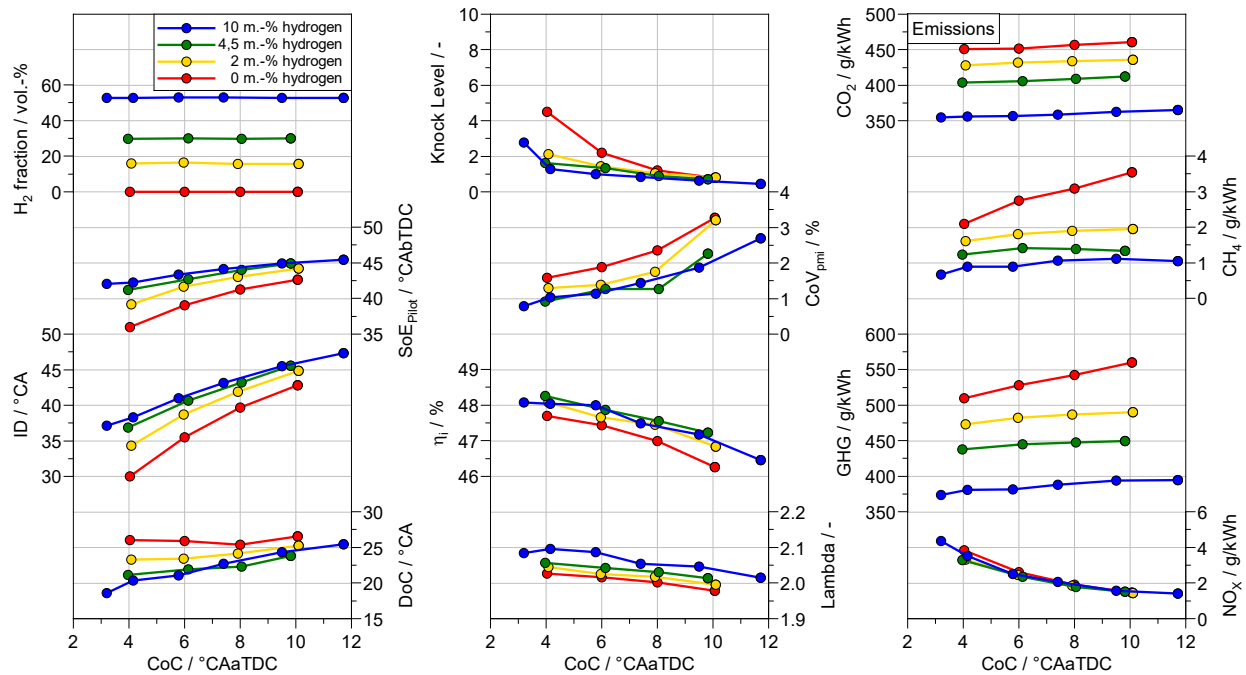 10 m.-% hydrogen
4,5 m.-% hydrogen
2 m.-% hydrogen
0 m.-% hydrogen
H2 fraction / vol.-%
60
40
20
0
SoEPilot / °CAbTDC
50
45
40
35
ID / °CA
50
45
40
35
30
DoC / °CA
30
25
20
15
2 4 6 8 10 12
CoC / °CAaTDC
Knock Level / -
10
8
6
4
2
0
CoVpmi / %
4
3
2
1
0
ηi / %
49
48
47
46
Lambda / -
2.2
2.1
2.0
1.9
2 4 6 8 10 12
CoC / °CAaTDC
Emissions
CO2 / g/kWh
500
450
400
350
CH4 / g/kWh
4
3
2
1
0
GHG / g/kWh
600
550
500
450
400
350
NOX / g/kWh
6
4
2
0
2 4 6 8 10 12
CoC / °CAaTDC